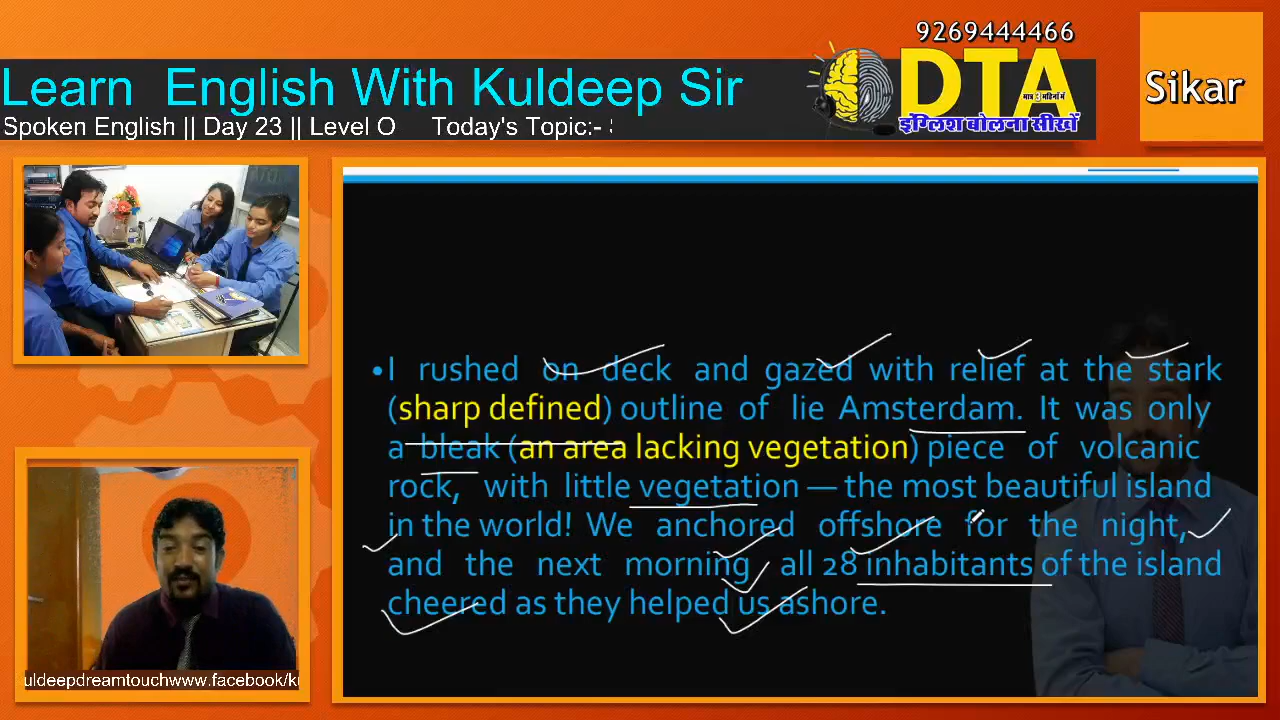 9269444466
Learn English With Kuldeep Sir
Spoken English || Day 23 || Level O Today's Topic:-
DTA
मात्र 3 महिनों में
इंग्लिश बोलना सीखें
Sikar
•I rushed on deck and gazed with relief at the stark
(sharp defined) outline of lie Amsterdam. It was only
a bleak (an area lacking vegetation) piece of volcanic
rock, with little vegetation — the most beautiful island
in the world! We anchored offshore for the night,
and the next morning all 28 inhabitants of the island
cheered as they helped us ashore.
uldeepdreamtouchwww.facebook/ku